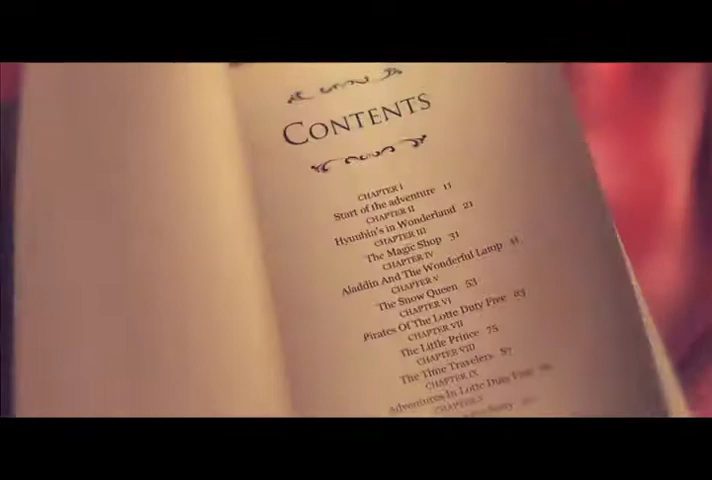 CONTENTS
CHAPTER I
Start of the adventure 11
CHAPTER II
Hyunbin's in Wonderland 21
CHAPTER III
The Magic Shop 31
CHAPTER IV
Aladdin And The Wonderful Lamp 41
CHAPTER V
The Snow Queen 53
CHAPTER VI
Pirates Of The Lotte Duty Free 63
CHAPTER VII
The Little Prince 75
CHAPTER VIII
The Time Travelers 87
CHAPTER IX
Adventures In Lotte Duty Free
CHAPTER X